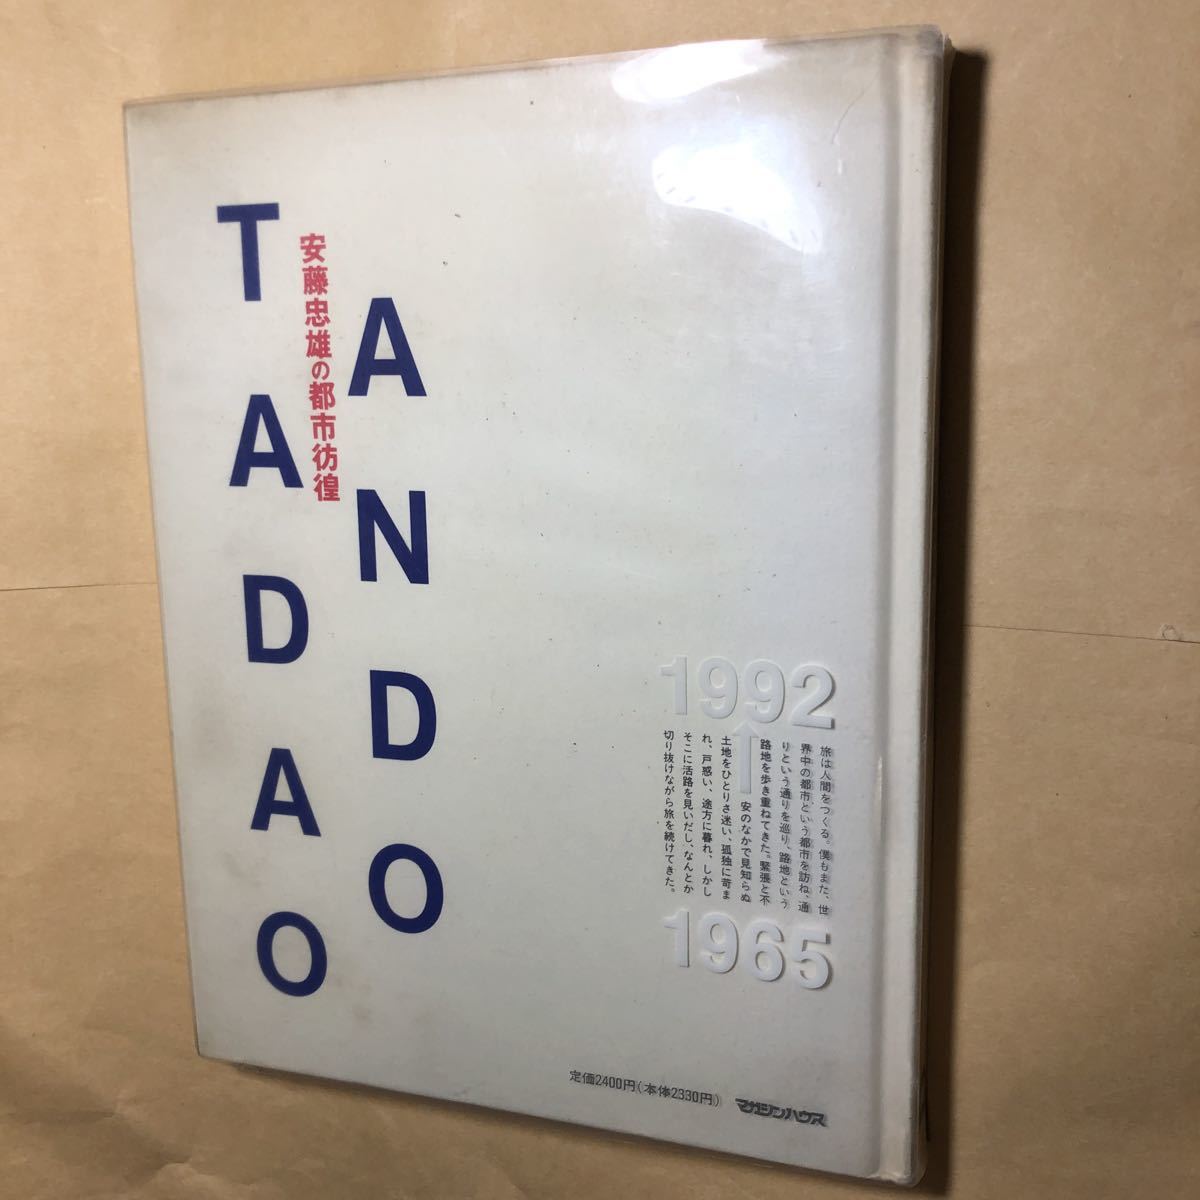 TADAO
安藤忠雄の都市彷徨
ANDO
1992
旅は人間をつくる。僕もまた、世
界中の都市という都市を訪ね、通
りという通りを巡り、路地という
路地を歩き重ねてきた。緊張と不
安のなかで見知らぬ
土地をひとりさ迷い、孤独に苛ま
れ、戸惑い、途方に暮れ、しかし
そこに活路を見いだし、なんとか
切り抜けながら旅を続けてきた。
1965
定価2400円(本体2330円)
マガジンハウス